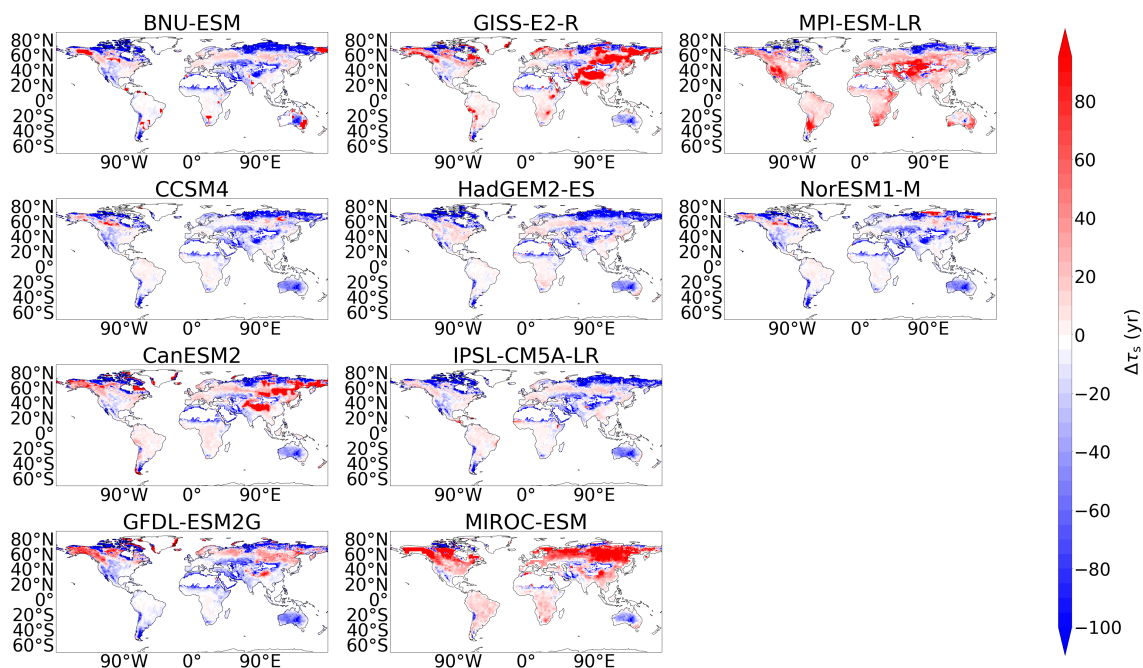 BNU-ESM
80°N
60°N
40°N
20°N
0°
20°S
40°S
60°S
90°W 0° 90°E
GISS-E2-R
80°N
60°N
40°N
20°N
0°
20°S
40°S
60°S
90°W 0° 90°E
MPI-ESM-LR
80°N
60°N
40°N
20°N
0°
20°S
40°S
60°S
90°W 0° 90°E
CCSM4
80°N
60°N
40°N
20°N
0°
20°S
40°S
60°S
90°W 0° 90°E
HadGEM2-ES
80°N
60°N
40°N
20°N
0°
20°S
40°S
60°S
90°W 0° 90°E
NorESM1-M
80°N
60°N
40°N
20°N
0°
20°S
40°S
60°S
90°W 0° 90°E
CanESM2
80°N
60°N
40°N
20°N
0°
20°S
40°S
60°S
90°W 0° 90°E
IPSL-CM5A-LR
80°N
60°N
40°N
20°N
0°
20°S
40°S
60°S
90°W 0° 90°E
GFDL-ESM2G
80°N
60°N
40°N
20°N
0°
20°S
40°S
60°S
90°W 0° 90°E
MIROC-ESM
80°N
60°N
40°N
20°N
0°
20°S
40°S
60°S
90°W 0° 90°E
80
60
40
20
0
−20
−40
−60
−80
−100
Δτₛ (yr)